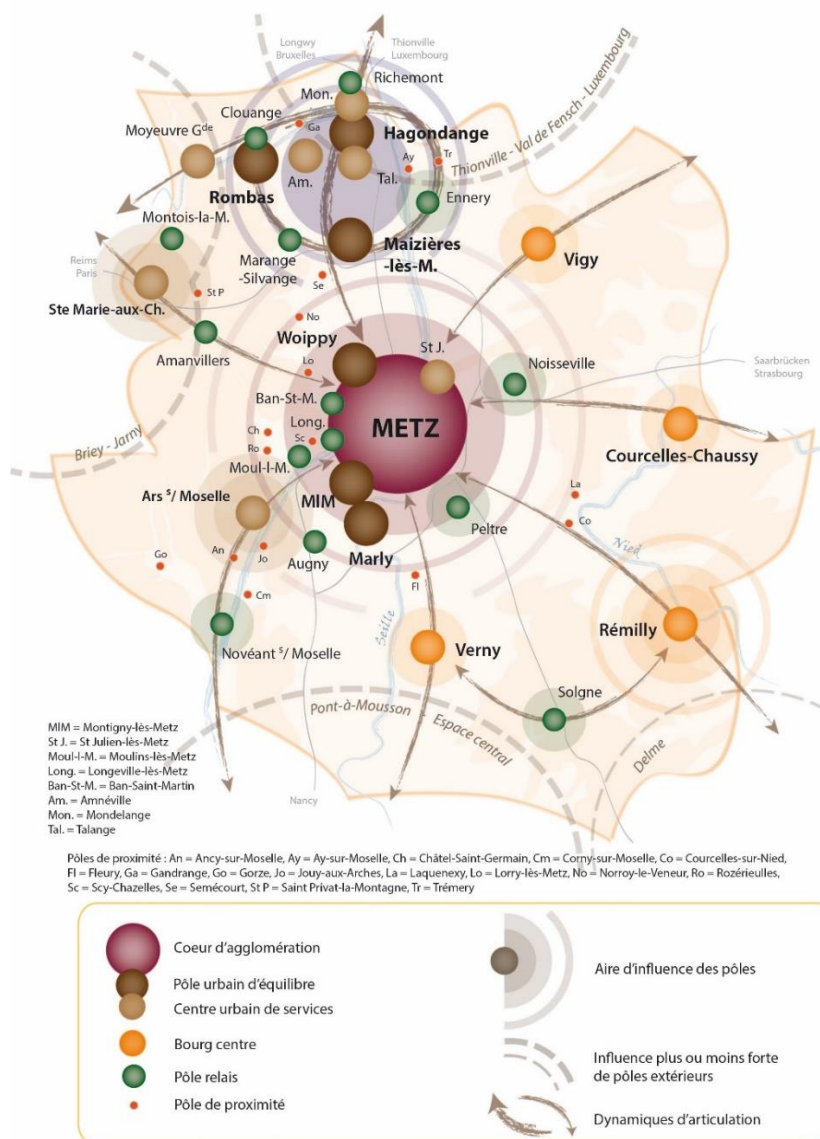 Longwy
Bruxelles
Thionville
Luxembourg
Richemont
Mon.
Clouange
Moyeuvre Gde
Ga
Hagondange
Thionville - Val de Fensch - Luxembourg
Ay
Tr
Am.
Tal.
Rombas
Ennery
Montois-la-M.
Marange
-Silvange
Maizières
-lès-M.
Vigy
Reims
Paris
St P
Se
Ste Marie-aux-Ch.
No
Woippy
St J.
Amanvillers
Lo
Noisseville
Saarbrücken
Strasbourg
Ban-St-M.
METZ
Briey - Jarny
Ch
Long.
Sc
Ro
Moul-l-M.
Courcelles-Chaussy
Ars s/ Moselle
MIM
La
Co
Nied
Peltre
Marly
Augny
An
Jo
Go
Cm
Fl
Seille
Novéant s/ Moselle
Verny
Rémilly
Solgne
Pont-à-Mousson - Espace central
Delme
Nancy
MIM = Montigny-lès-Metz
St J. = St Julien-lès-Metz
Moul-l-M. = Moulins-lès-Metz
Long. = Longeville-lès-Metz
Ban-St-M. = Ban-Saint-Martin
Am. = Amnéville
Mon. = Mondelange
Tal. = Talange
Pôles de proximité : An = Ancy-sur-Moselle, Ay = Ay-sur-Moselle, Ch = Châtel-Saint-Germain, Cm = Corny-sur-Moselle, Co = Courcelles-sur-Nied,
Fl = Fleury, Ga = Gandrange, Go = Gorze, Jo = Jouy-aux-Arches, La = Laquenexy, Lo = Lorry-lès-Metz, No = Norroy-le-Veneur, Ro = Rozérieulles,
Sc = Scy-Chazelles, Se = Semécourt, St P = Saint Privat-la-Montagne, Tr = Trémery
Coeur d'agglomération
Pôle urbain d'équilibre
Centre urbain de services
Bourg centre
Pôle relais
Pôle de proximité
Aire d'influence des pôles
Influence plus ou moins forte
de pôles extérieurs
Dynamiques d'articulation